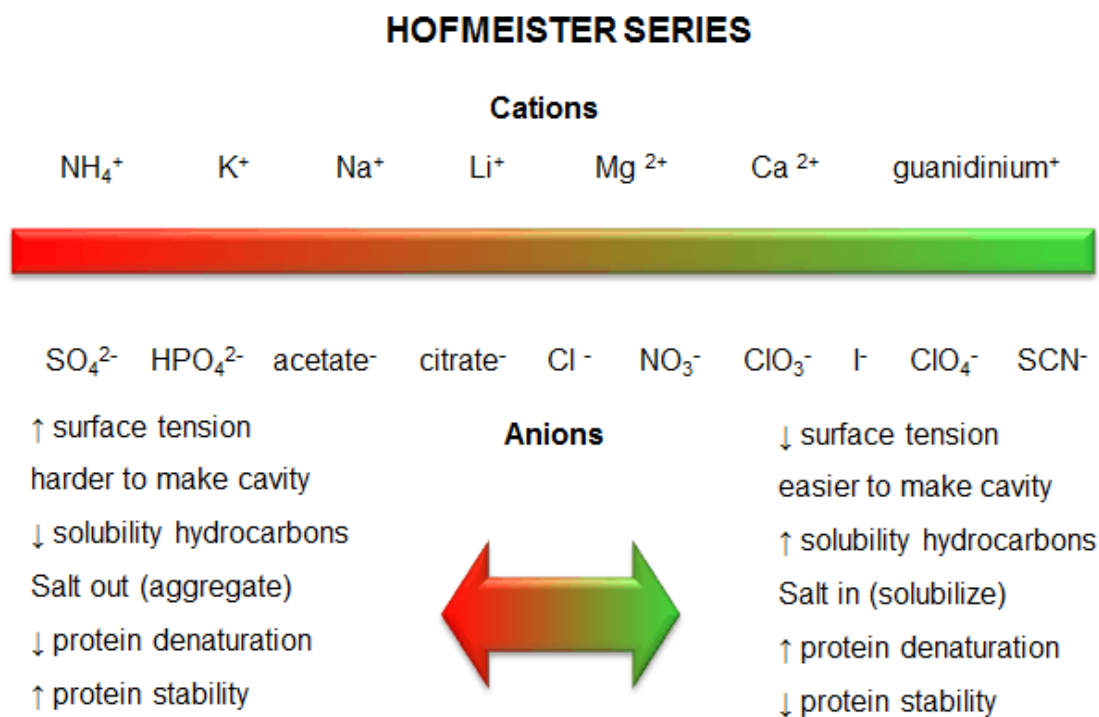 HOFMEISTER SERIES
Cations
NH₄⁺ K⁺ Na⁺ Li⁺ Mg ²⁺ Ca ²⁺ guanidinium⁺
SO₄²⁻ HPO₄²⁻ acetate⁻ citrate⁻ Cl ⁻ NO₃⁻ ClO₃⁻ I⁻ ClO₄⁻ SCN⁻
Anions
↑ surface tension
harder to make cavity
↓ solubility hydrocarbons
Salt out (aggregate)
↓ protein denaturation
↑ protein stability
↓ surface tension
easier to make cavity
↑ solubility hydrocarbons
Salt in (solubilize)
↑ protein denaturation
↓ protein stability